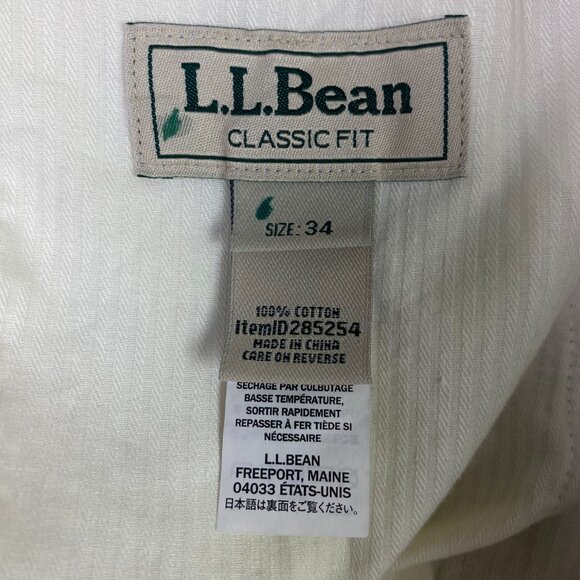 L.L.Bean
CLASSIC FIT
SIZE: 34
100% COTTON
ItemID285254
MADE IN CHINA
CARE ON REVERSE
SÉCHAGE PAR CULBUTAGE
BASSE TEMPÉRATURE,
SORTIR RAPIDEMENT
REPASSER À FER TIÈDE SI
NÉCESSAIRE
L.L.BEAN
FREEPORT, MAINE
04033 ÉTATS-UNIS
日本語は裏面をご覧ください。